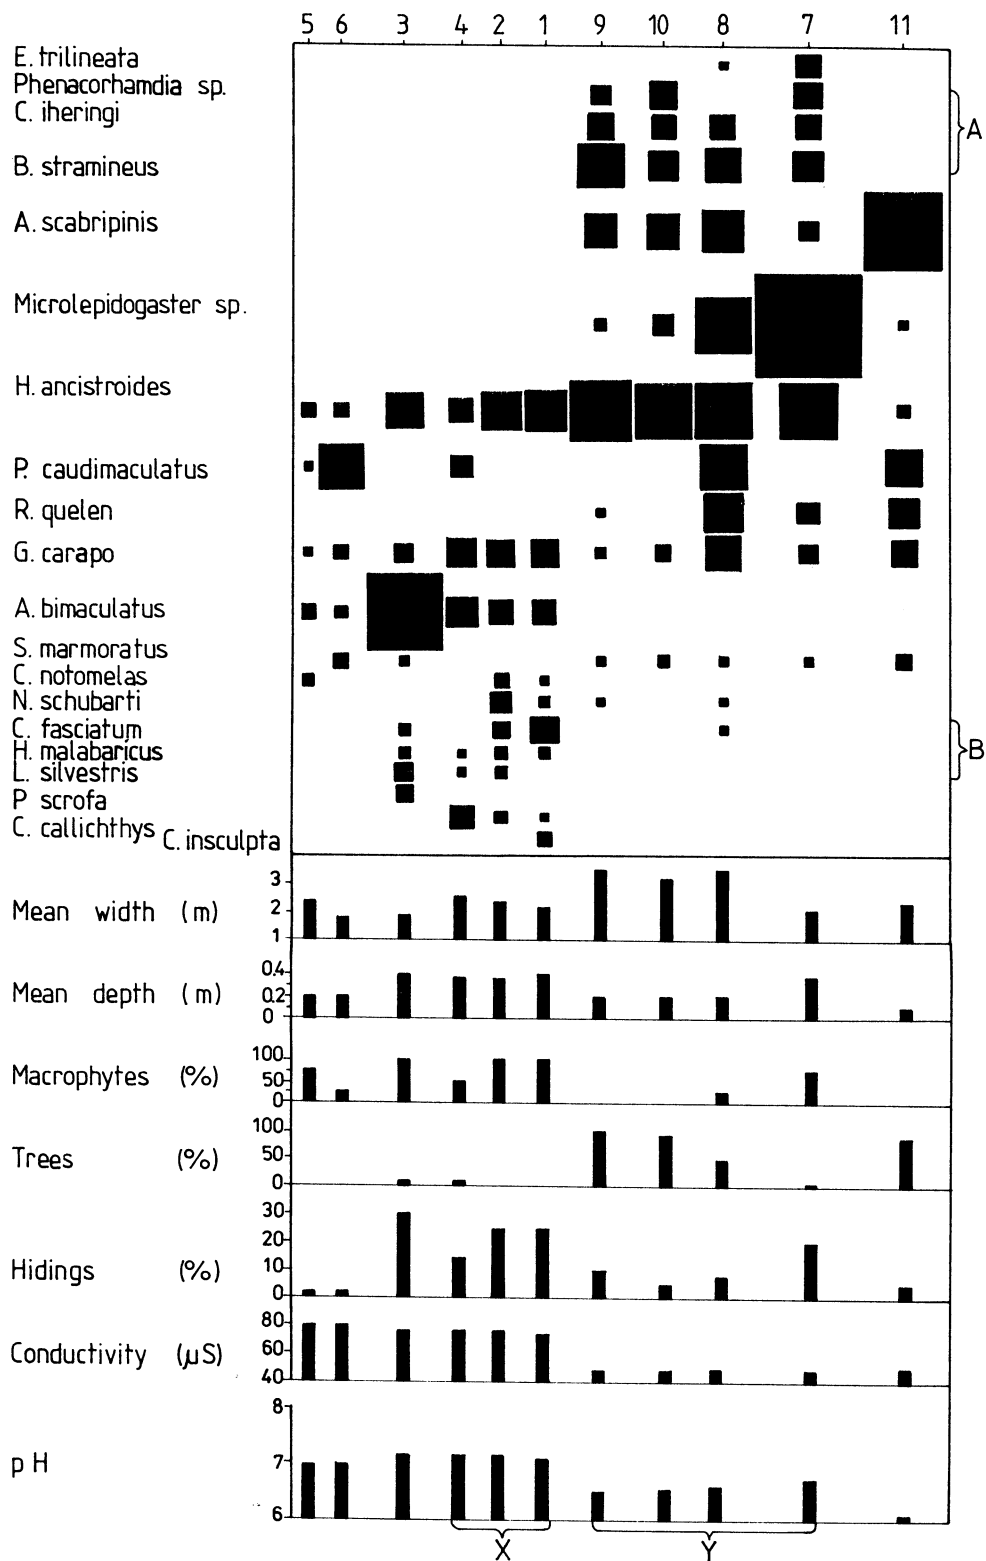 5 6 3 4 2 1 9 10 8 7 11
E. trilineata
Phenacorhamdia sp.
C. iheringi
A
B. stramineus
A. scabripinis
Microlepidogaster sp.
H. ancistroides
P. caudimaculatus
R. quelen
G. carapo
A. bimaculatus
S. marmoratus
C. notomelas
N. schubarti
C. fasciatum
H. malabaricus
B
L. silvestris
P scrofa
C. callichthys
C. insculpta
3
Mean width (m)
2
1
0.4
Mean depth (m)
0.2
0
100
Macrophytes (%)
50
0
100
Trees (%)
50
0
30
20
Hidings (%)
10
0
80
Conductivity (µS)
60
40
8
pH
7
6
X Y